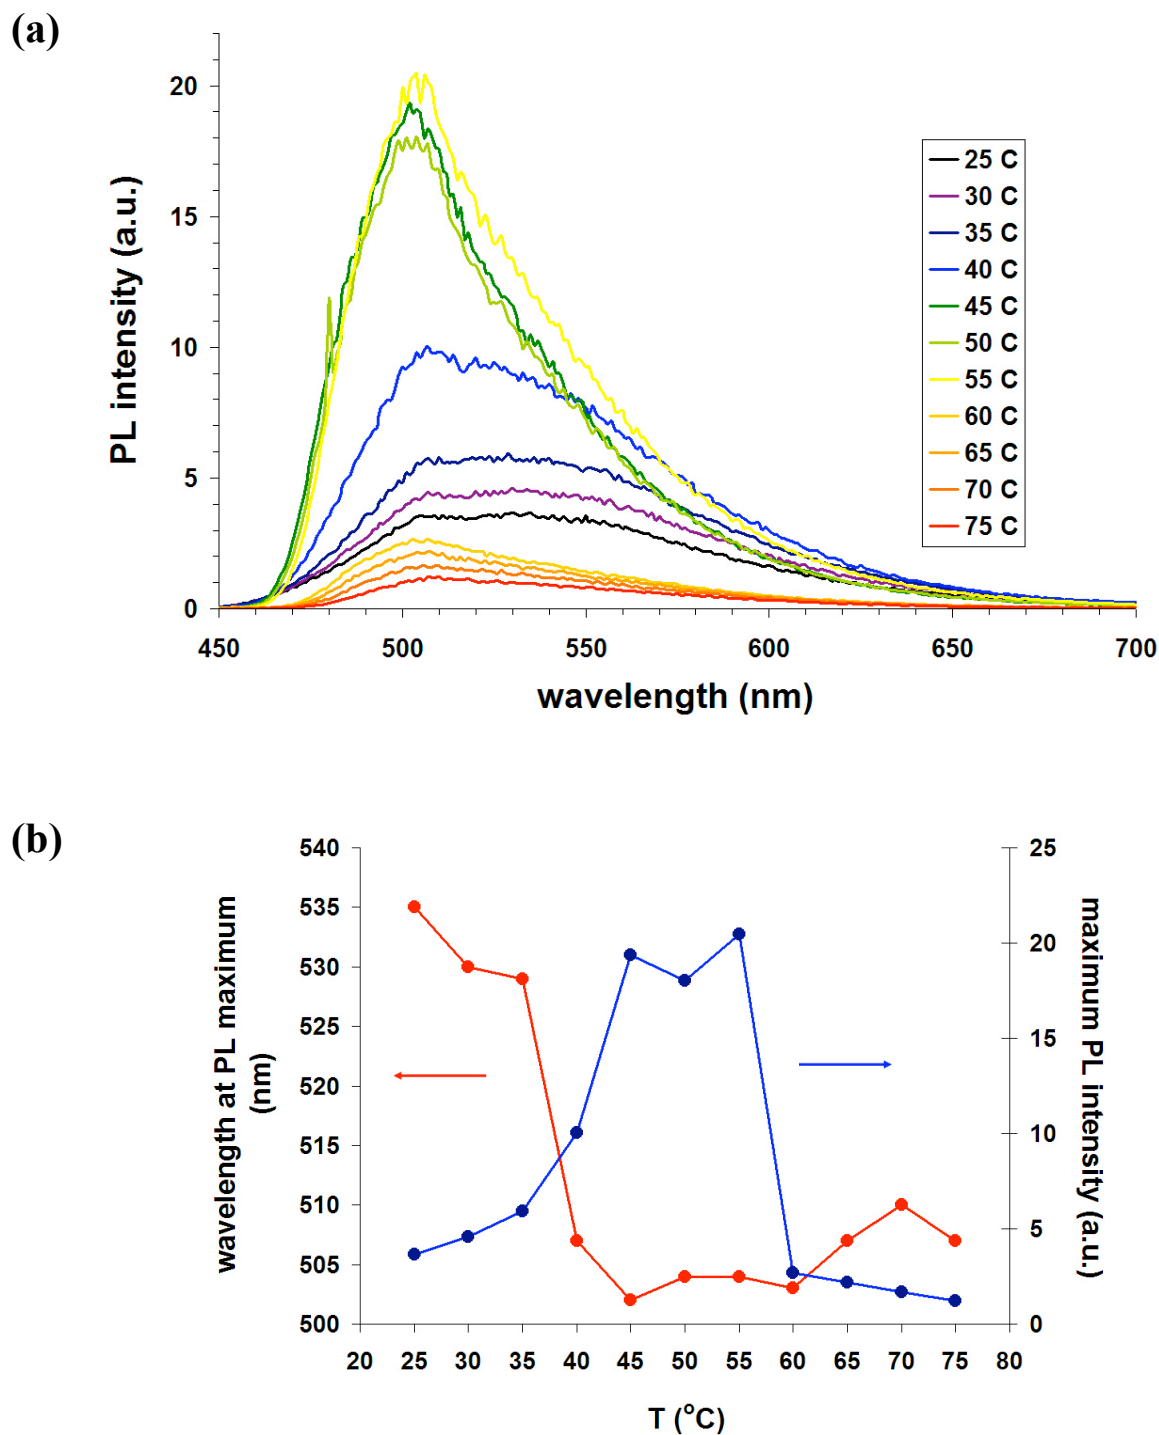 (a)
PL intensity (a.u.)
20
15
10
5
0
450 500 550 600 650 700
wavelength (nm)
25 C
30 C
35 C
40 C
45 C
50 C
55 C
60 C
65 C
70 C
75 C
(b)
wavelength at PL maximum
(nm)
540
535
530
525
520
515
510
505
500
25
20
15
10
5
0
maximum PL intensity (a.u.)
20 25 30 35 40 45 50 55 60 65 70 75 80
T (°C)